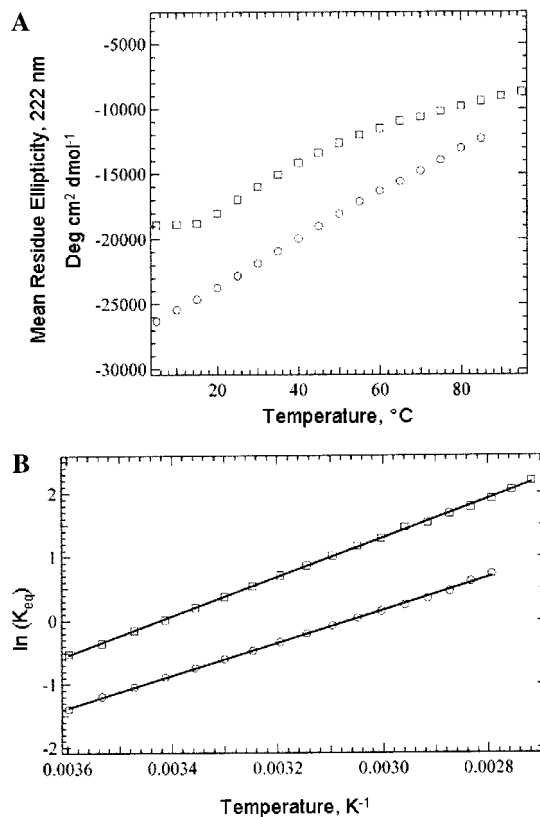 A
Mean Residue Ellipticity, 222 nm
Deg cm² dmol⁻¹
-5000
-10000
-15000
-20000
-25000
-30000
20
40
60
80
Temperature, °C
B
ln (Keq)
2
1
0
-1
-2
0.0036
0.0034
0.0032
0.0030
0.0028
Temperature, K⁻¹